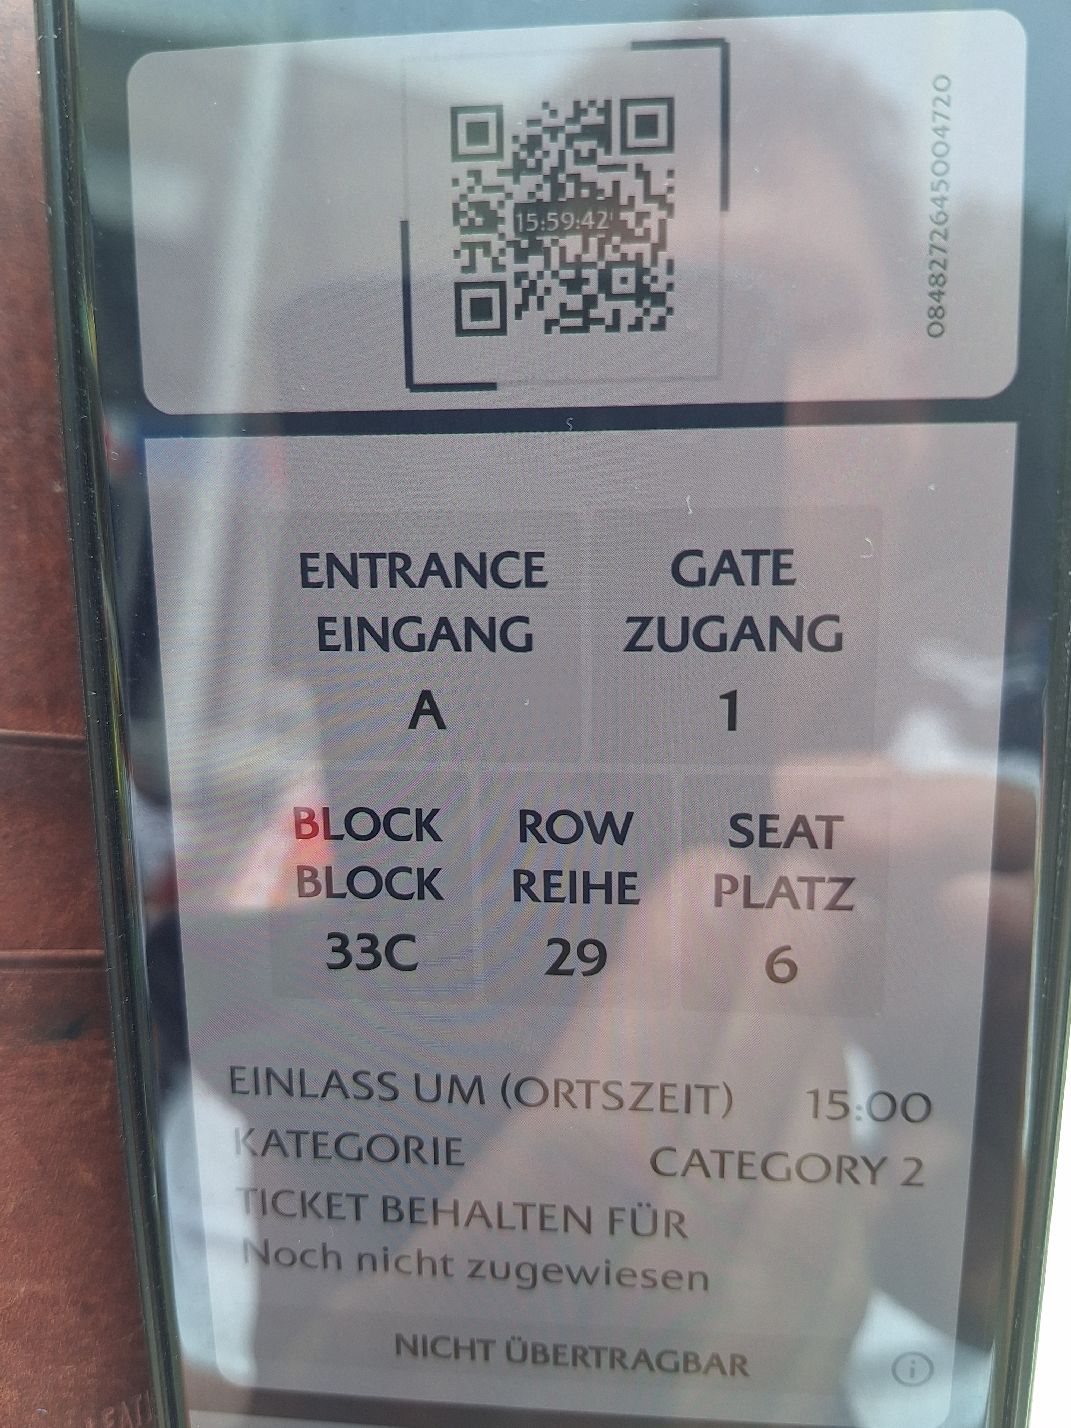 15:59:42
0848272645004720
ENTRANCE
EINGANG
A
GATE
ZUGANG
1
BLOCK
BLOCK
33C
ROW
REIHE
29
SEAT
PLATZ
6
EINLASS UM (ORTSZEIT) 15:00
KATEGORIE CATEGORY 2
TICKET BEHALTEN FÜR
Noch nicht zugewiesen
NICHT ÜBERTRAGBAR